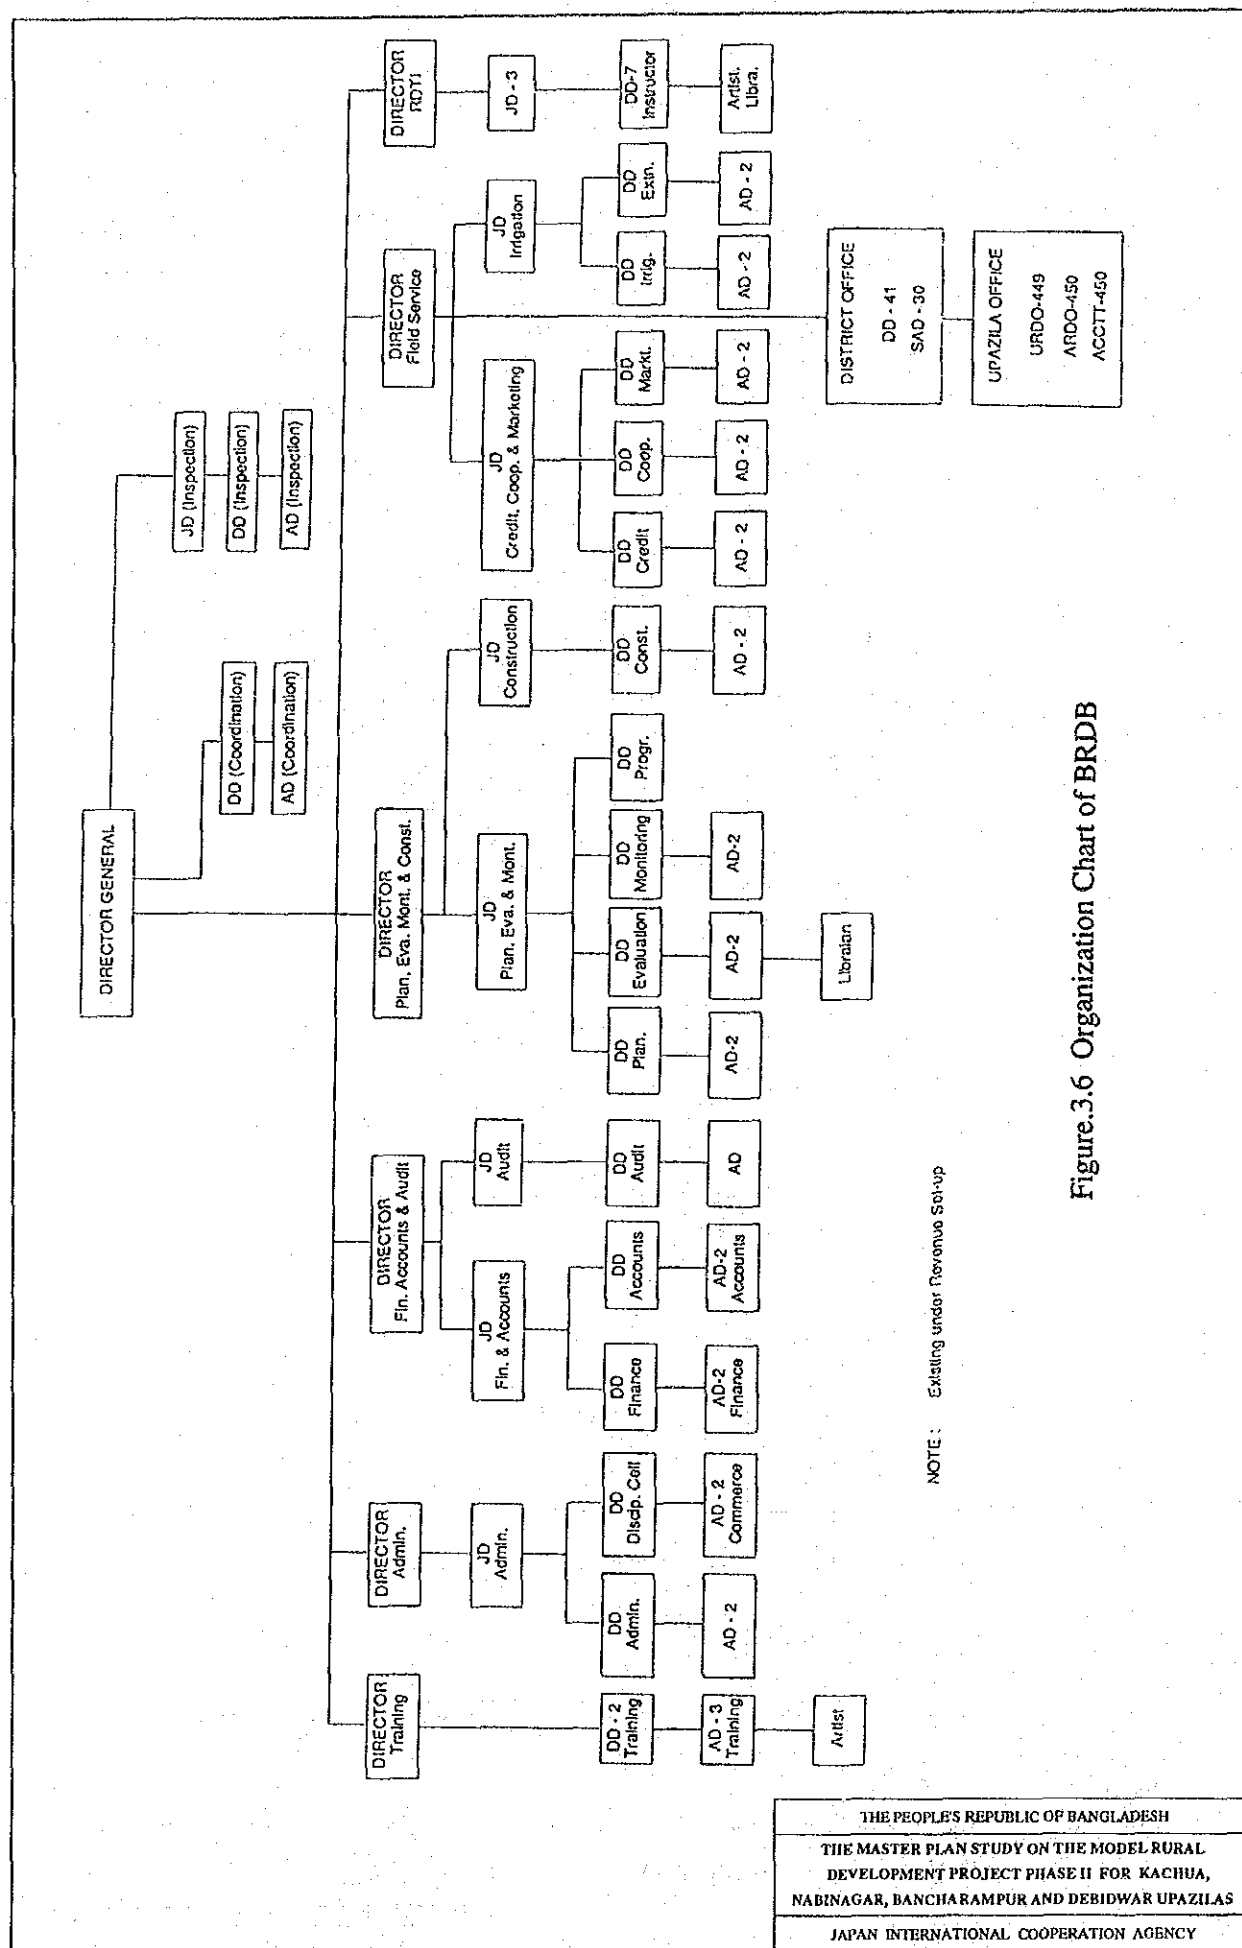 DIRECTOR GENERAL
DD (Coordination)
AD (Coordination)
JD (Inspection)
DD (Inspection)
AD (Inspection)
DIRECTOR
Training
DIRECTOR
Admin.
DIRECTOR
Fin. Accounts & Audit
DIRECTOR
Plan. Eva. Mont. & Const.
DIRECTOR
Field Service
DIRECTOR
RDTI
JD
Admin.
JD
Fin. & Accounts
JD
Audit
JD
Plan. Eva. & Mont.
JD
Construction
JD
Credit. Coop. & Marketing
JD
Irrigation
JD - 3
DD - 2
Training
DD
Admin.
DD
Discip. Cell
DD
Finance
DD
Accounts
DD
Audit
DD
Plan.
DD
Evaluation
DD
Monitoring
DD
Progr.
DD
Const.
DD
Credit
DD
Coop.
DD
Markt.
DD
Irrig.
DD
Extn.
DD-7
Instructor
AD - 3
Training
AD - 2
AD - 2
Commerce
AD-2
Finance
AD-2
Accounts
AD
AD-2
AD-2
AD-2
AD - 2
AD - 2
AD - 2
AD - 2
AD - 2
AD - 2
Artist.
Libra.
Artist
Libraian
DISTRICT OFFICE
DD - 41
SAD - 30
UPAZILA OFFICE
URDO-449
ARDO-450
ACCTT-450
NOTE : Existing under Revenue Set-up
Figure.3.6 Organization Chart of BRDB
THE PEOPLE'S REPUBLIC OF BANGLADESH
THE MASTER PLAN STUDY ON THE MODEL RURAL
DEVELOPMENT PROJECT PHASE II FOR KACHUA,
NABINAGAR, BANCHARAMPUR AND DEBIDWAR UPAZILAS
JAPAN INTERNATIONAL COOPERATION AGENCY